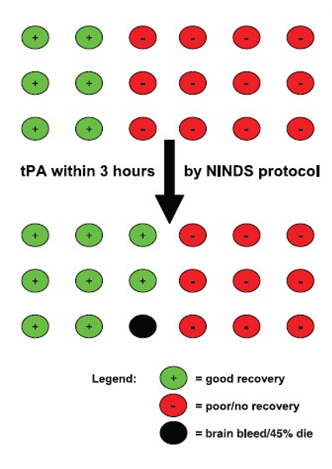 + + - - - -
+ + - - - -
+ + - - - -
tPA within 3 hours by NINDS protocol
+ + + - - -
+ + + - - -
+ + - - -
Legend: + = good recovery
- = poor/no recovery
= brain bleed/45% die